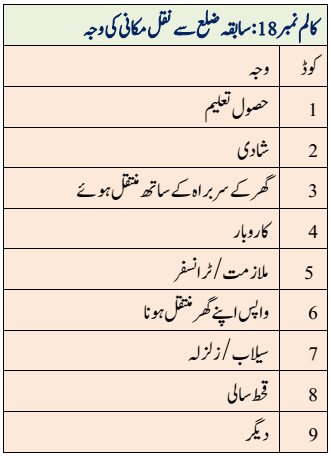 کالم نمبر18: سابقہ ضلع سے نقل مکانی کی وجہ
کوڈ وجہ
1 حصول تعلیم
2 شادی
3 گھر کے سربراہ کے ساتھ منتقل ہوئے
4 کاروبار
5 ملازمت/ٹرانسفر
6 واپس اپنے گھر منتقل ہونا
7 سیلاب/زلزلہ
8 قحط سالی
9 دیگر